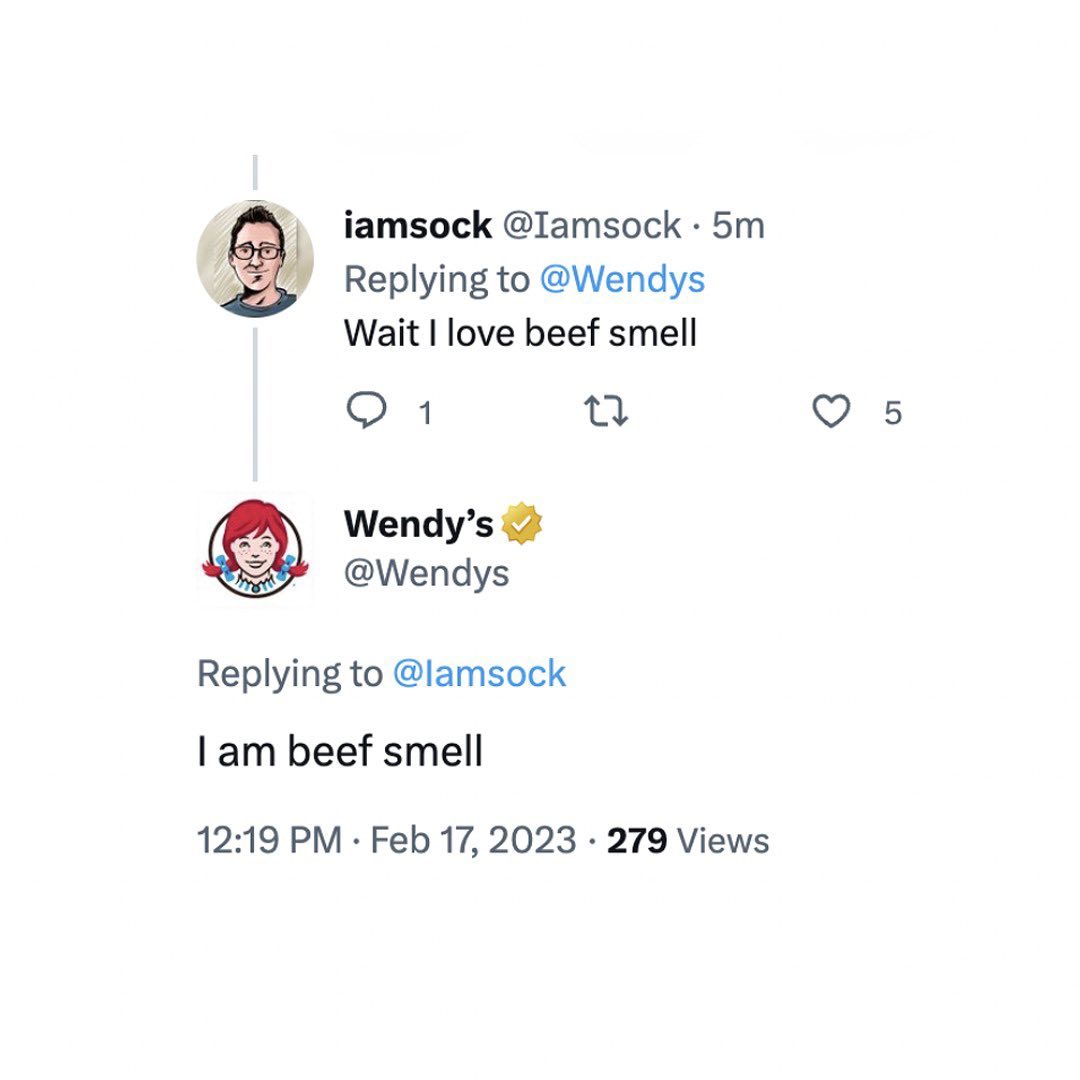 iamsock @Iamsock · 5m
Replying to @Wendys
Wait I love beef smell
1 5
Wendy’s
@Wendys
Replying to @Iamsock
I am beef smell
12:19 PM · Feb 17, 2023 · 279 Views